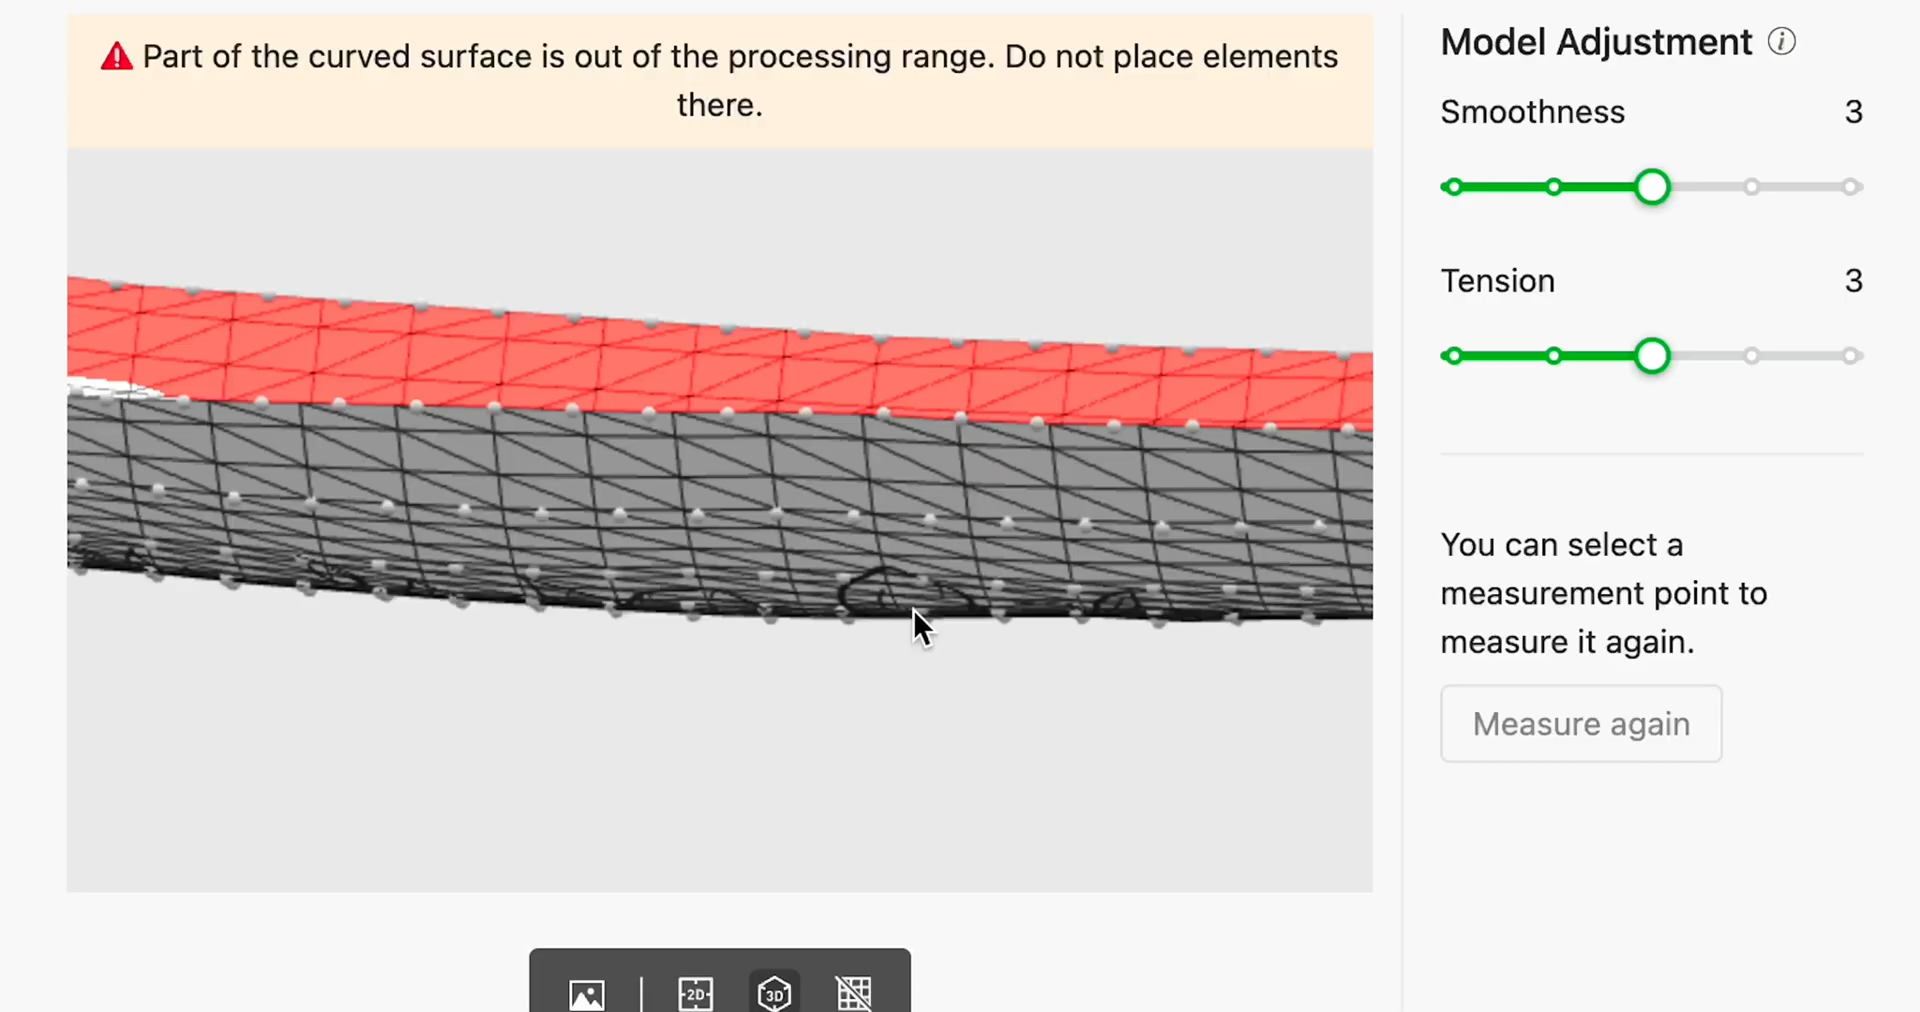 Part of the curved surface is out of the processing range. Do not place elements
there.
Model Adjustment
Smoothness 3
Tension 3
You can select a
measurement point to
measure it again.
Measure again
2D
3D